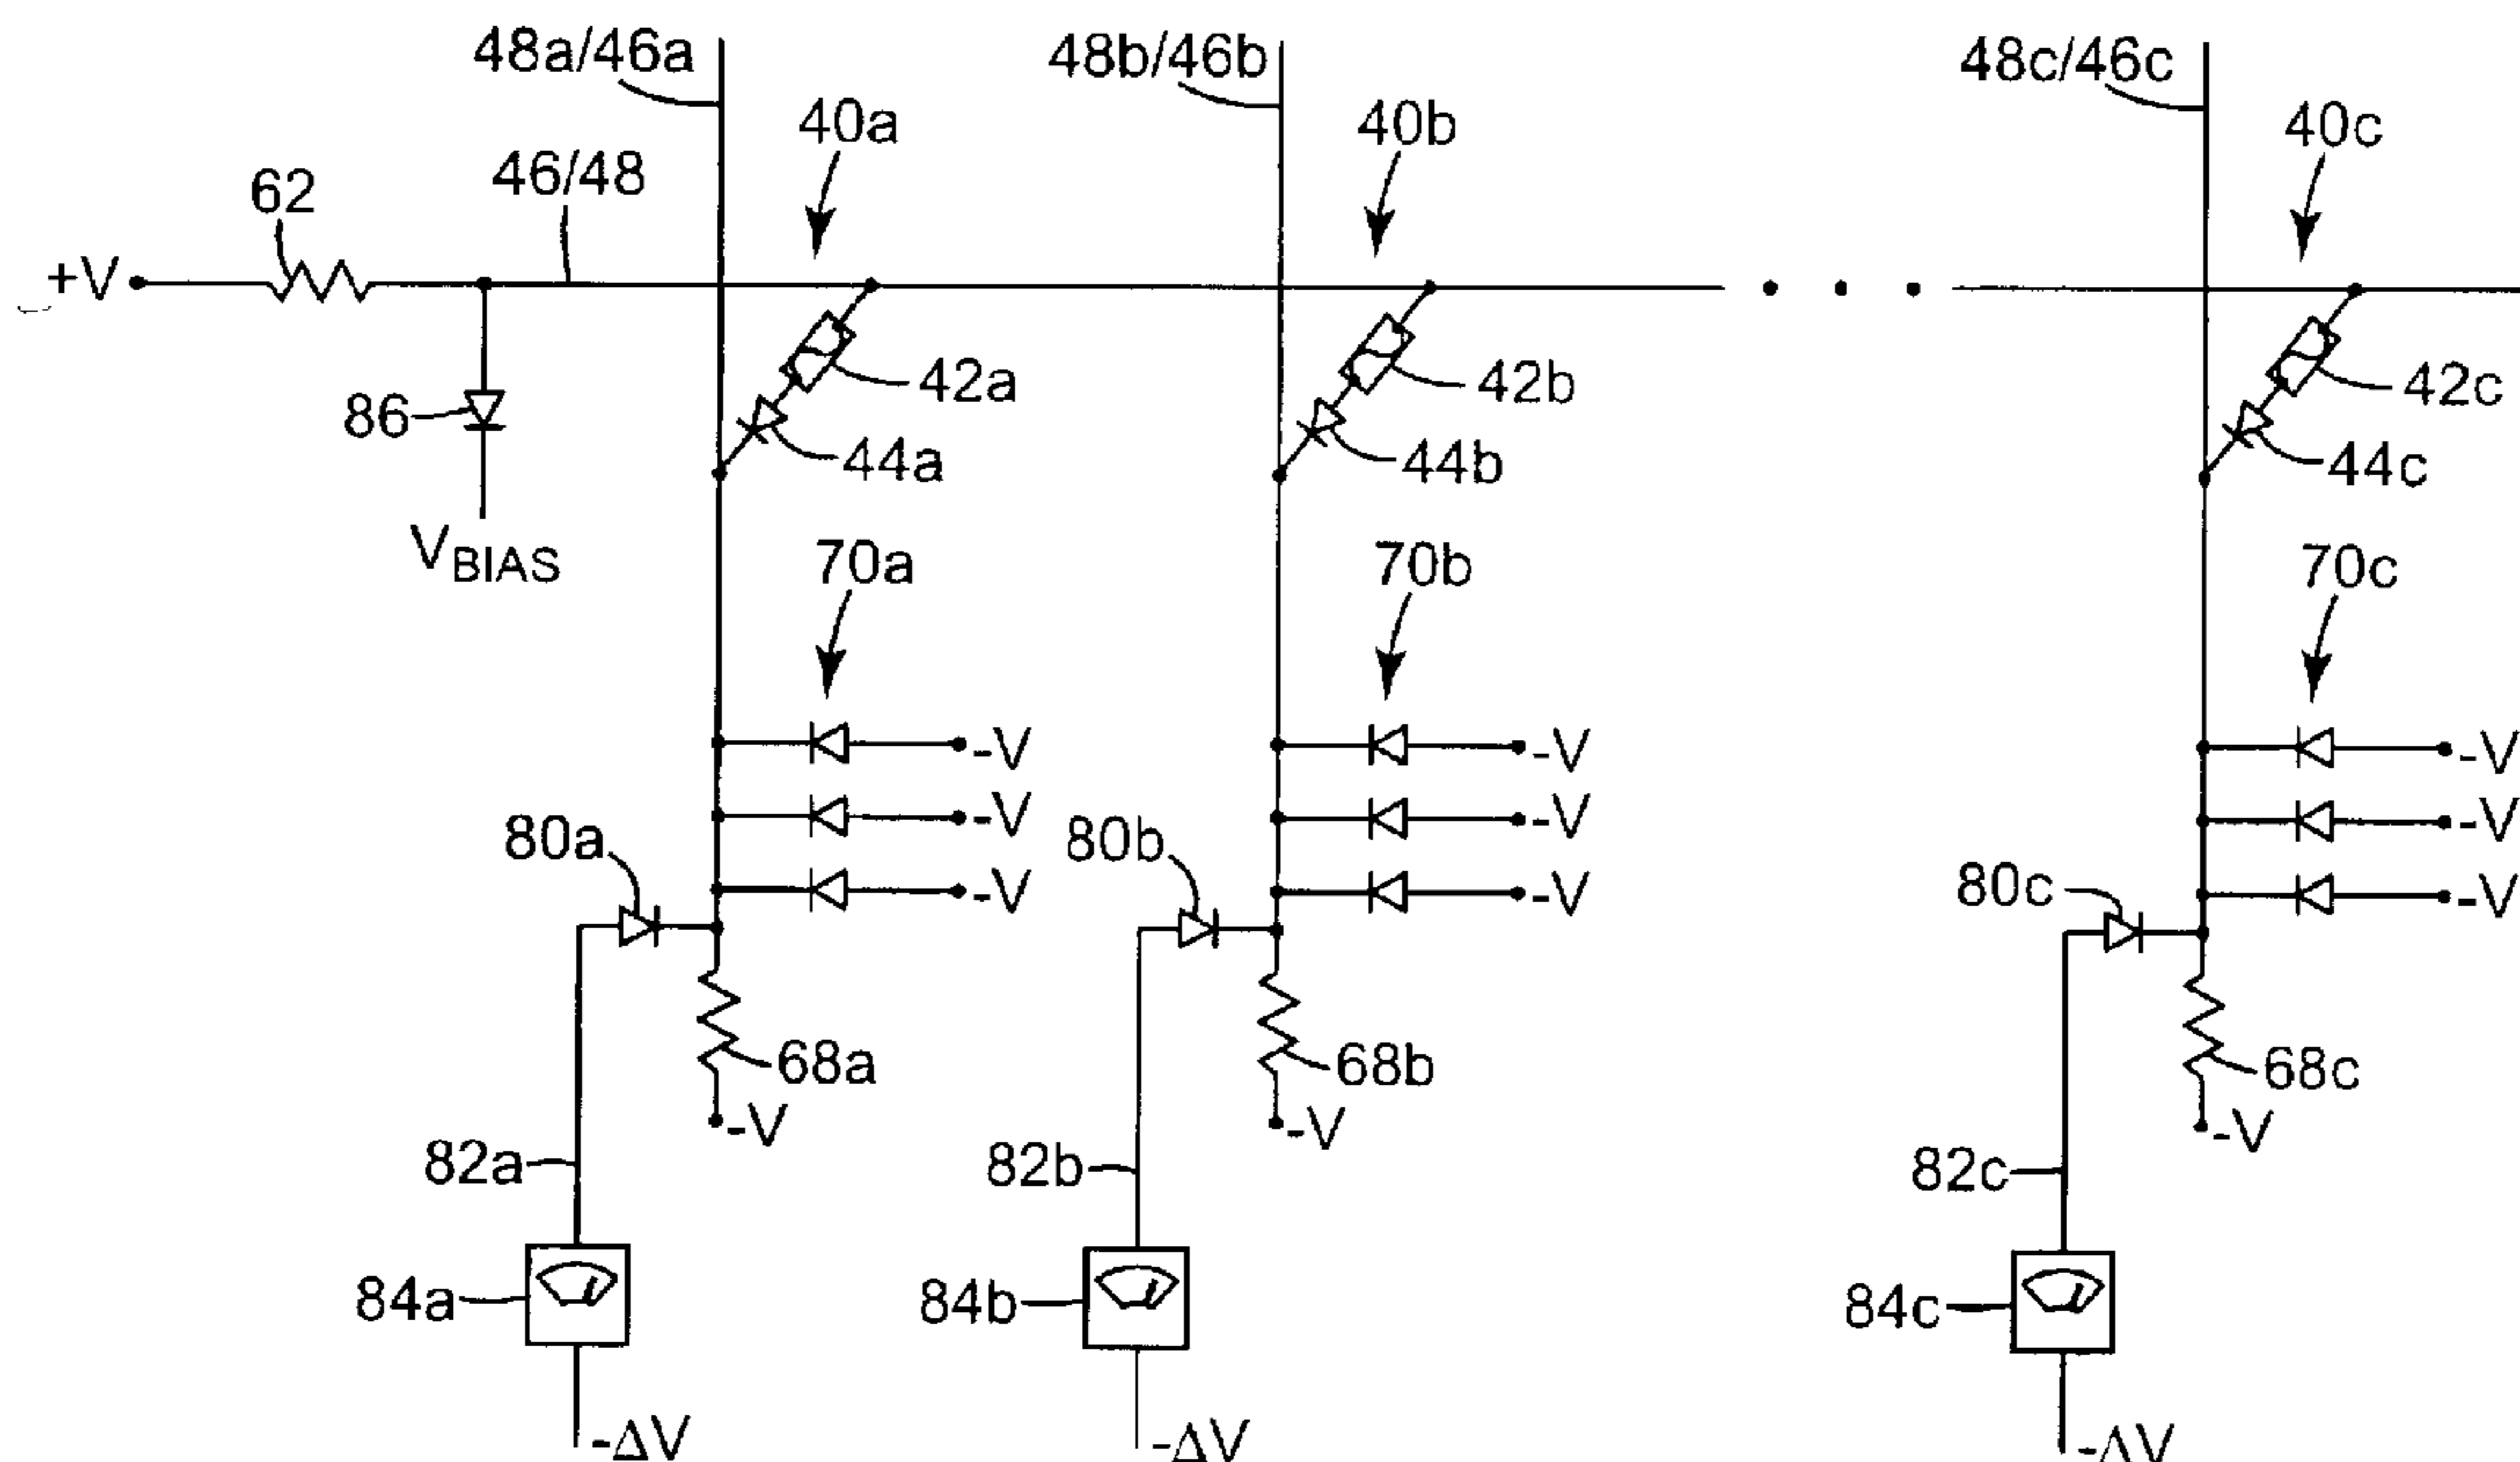 48a/46a
48b/46b
48c/46c
40a
40b
40c
46/48
62
+V
42a
42b
42c
86
44a
44b
44c
VBIAS
70a
70b
70c
-V
-V
-V
-V
-V
-V
80a
80b
80c
-V
-V
-V
68a
68b
68c
-V
-V
-V
82a
82b
82c
84a
84b
84c
-ΔV
-ΔV
-ΔV